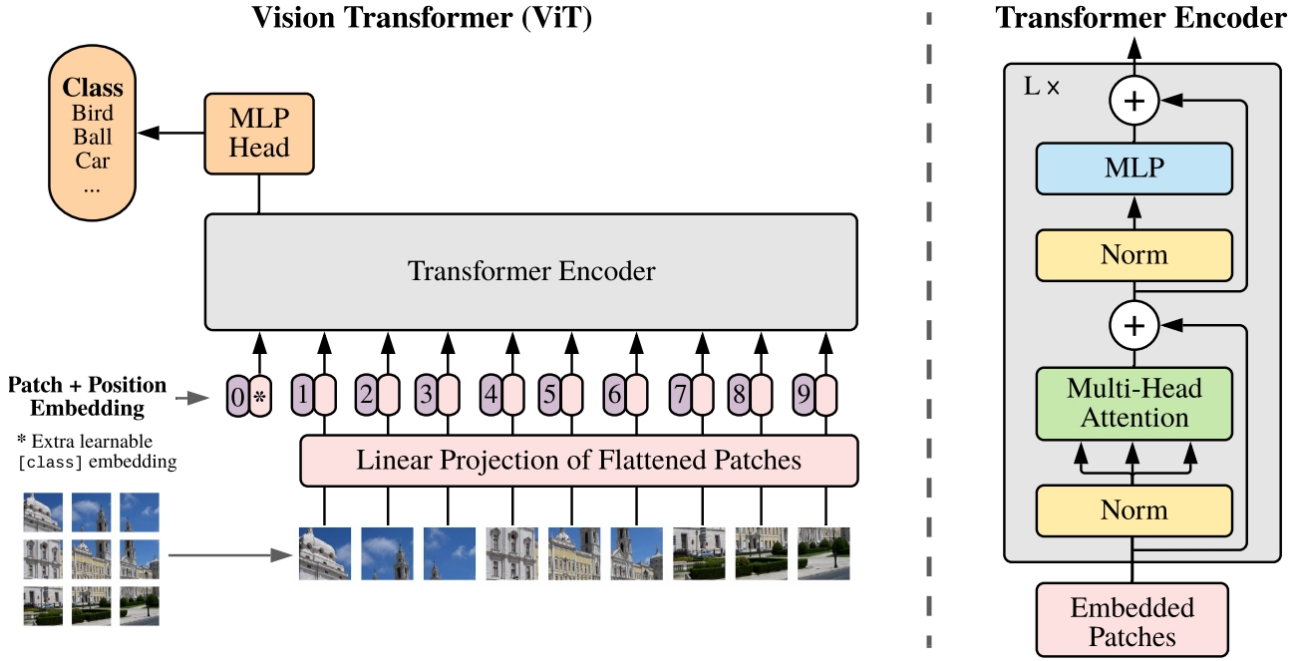 Vision Transformer (ViT)
Class
Bird
Ball
Car
...
MLP
Head
Transformer Encoder
Patch + Position
Embedding
0 * 1 2 3 4 5 6 7 8 9
* Extra learnable
[class] embedding
Linear Projection of Flattened Patches
Transformer Encoder
L ×
+
MLP
Norm
+
Multi-Head
Attention
Norm
Embedded
Patches